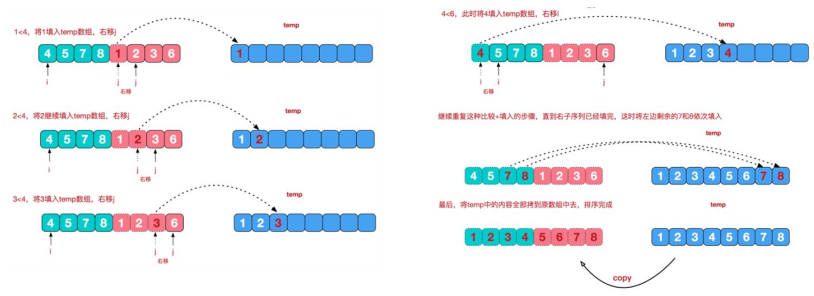 1<4，将1填入temp数组，右移j
temp
4 5 7 8 1 2 3 6
1
i
j
j
右移
2<4，将2继续填入temp数组，右移j
temp
4 5 7 8 1 2 3 6
1 2
i
j
j
右移
3<4，将3填入temp数组，右移j
temp
4 5 7 8 1 2 3 6
1 2 3
i
j
j
右移
4<6，此时将4填入temp数组，右移i
temp
4 5 7 8 1 2 3 6
1 2 3 4
i
i
j
右移
继续重复这种比较+填入的步骤，直到右子序列已经填完，这时将左边剩余的7和8依次填入
temp
4 5 7 8 1 2 3 6
1 2 3 4 5 6 7 8
最后，将temp中的内容全部拷到原数组中去，排序完成
temp
1 2 3 4 5 6 7 8
1 2 3 4 5 6 7 8
copy